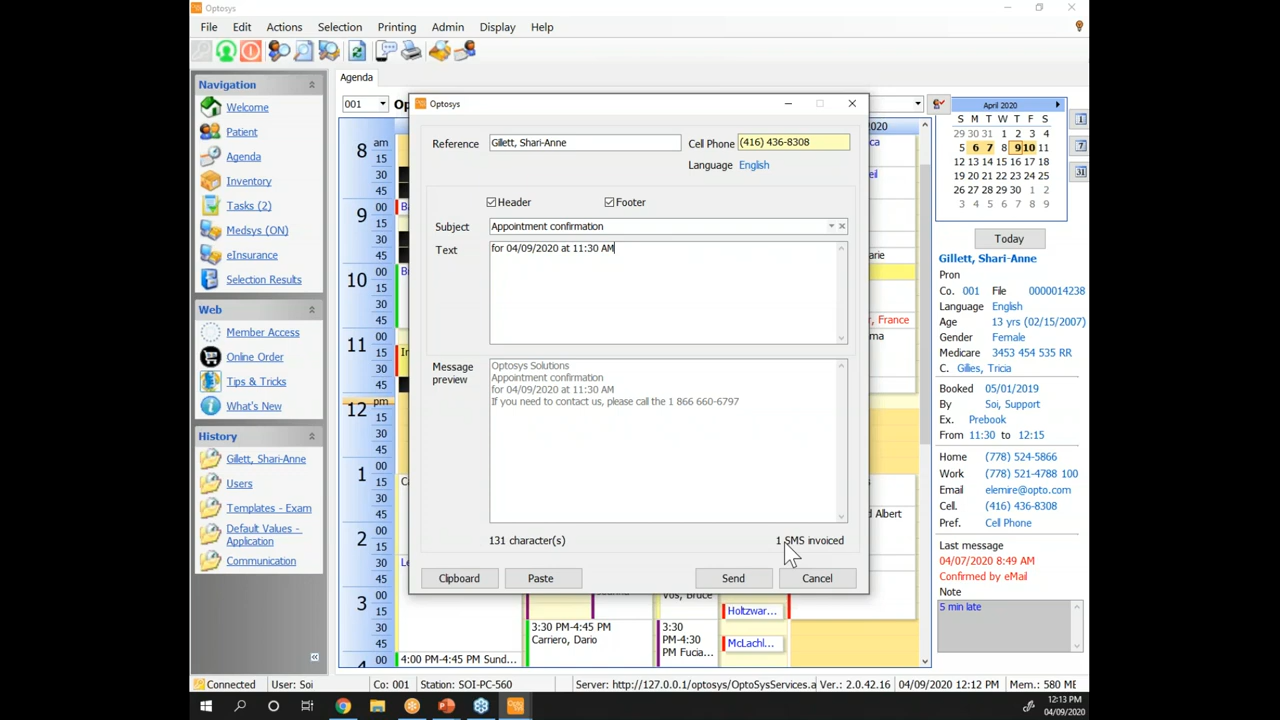 Optosys
File Edit Actions Selection Printing Admin Display Help
Navigation
Welcome
Patient
Agenda
Inventory
Tasks (2)
Medsys (ON)
eInsurance
Selection Results
Web
Member Access
Online Order
Tips & Tricks
What's New
History
Gillett, Shari-Anne
Users
Templates - Exam
Default Values -
Application
Communication
Agenda
001
8 am
15
30
45
9 00
15
30
45
10 00
15
30
45
11 00
15
30
45
12 pm
15
30
45
1 00
15
30
45
2 00
15
30
45
3 00
15
30
45
00
4:00 PM-4:45 PM Sund...
3:30 PM-4:45 PM
Carriero, Dario
Vos, Bruce
3:30
PM-4:30
PM Fucia...
Holtzwar...
McLachl...
2020
r, France
d Albert
Optosys
Reference Gillett, Shari-Anne Cell Phone (416) 436-8308
Language English
Header Footer
Subject Appointment confirmation
Text for 04/09/2020 at 11:30 AM
Message
preview
Optosys Solutions
Appointment confirmation
for 04/09/2020 at 11:30 AM
If you need to contact us, please call the 1 866 660-6797
131 character(s) 1 SMS invoiced
Clipboard Paste Send Cancel
April 2020
S M T W T F S
29 30 31 1 2 3 4
5 6 7 8 9 10 11
12 13 14 15 16 17 18
19 20 21 22 23 24 25
26 27 28 29 30 1 2
3 4 5 6 7 8 9
1
7
31
Today
Gillett, Shari-Anne
Pron
Co. 001 File 0000014238
Language English
Age 13 yrs (02/15/2007)
Gender Female
Medicare 3453 454 535 RR
C. Gilles, Tricia
Booked 05/01/2019
By Soi, Support
Ex. Prebook
From 11:30 to 12:15
Home (778) 524-5866
Work (778) 521-4788 100
Email elemire@opto.com
Cell. (416) 436-8308
Pref. Cell Phone
Last message
04/07/2020 8:49 AM
Confirmed by eMail
Note
5 min late
Connected User: Soi Co: 001 Station: SOI-PC-560 Server: http://127.0.0.1/optosys/OptoSysServices.a Ver.: 2.0.42.16 04/09/2020 12:12 PM Mem.: 580 ME
12:13 PM
04/09/2020